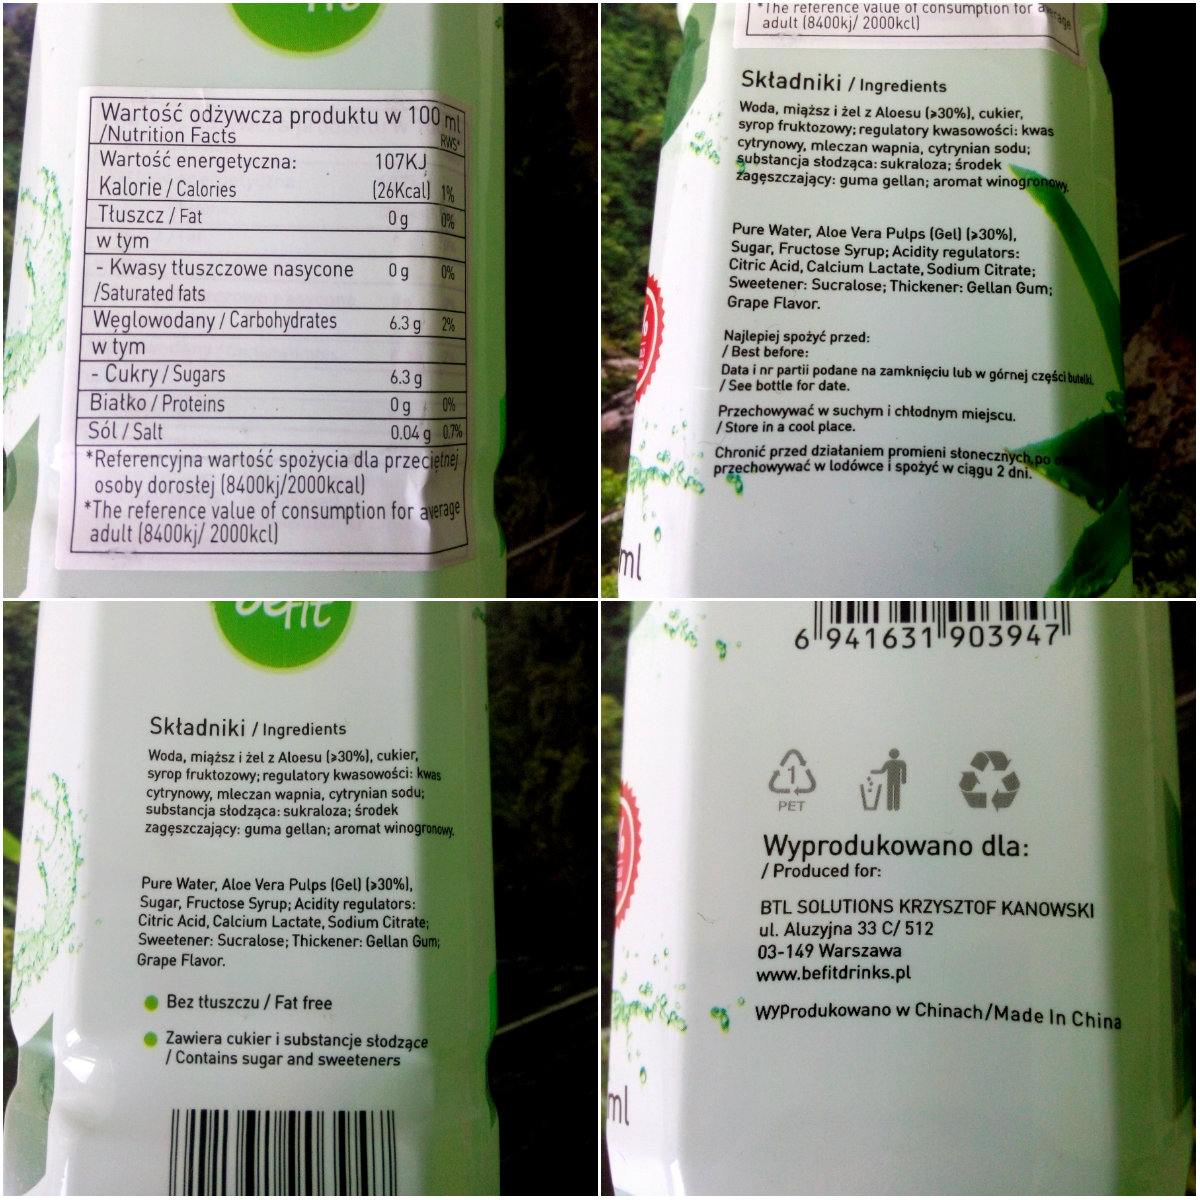 Wartość odżywcza produktu w 100 ml
/Nutrition Facts RWS*
Wartość energetyczna: 107KJ
Kalorie / Calories (26Kcal) 1%
Tłuszcz / Fat 0 g 0%
w tym
- Kwasy tłuszczowe nasycone 0 g 0%
/Saturated fats
Węglowodany / Carbohydrates 6.3 g 2%
w tym
- Cukry / Sugars 6.3 g
Białko / Proteins 0 g 0%
Sól / Salt 0.04 g 0.7%
*Referencyjna wartość spożycia dla przeciętnej
osoby dorosłej (8400kj/2000kcal)
*The reference value of consumption for average
adult (8400kj/ 2000kcl)
*The reference value of consumption for average
adult (8400kj/ 2000kcl)
Składniki / Ingredients
Woda, miąższ i żel z Aloesu (≥30%), cukier,
syrop fruktozowy; regulatory kwasowości: kwas
cytrynowy, mleczan wapnia, cytrynian sodu;
substancja słodząca: sukraloza; środek
zagęszczający: guma gellan; aromat winogronowy.
Pure Water, Aloe Vera Pulps (Gel) (≥30%),
Sugar, Fructose Syrup; Acidity regulators:
Citric Acid, Calcium Lactate, Sodium Citrate;
Sweetener: Sucralose; Thickener: Gellan Gum;
Grape Flavor.
Najlepiej spożyć przed:
/ Best before:
Data i nr partii podane na zamknięciu lub w górnej części butelki.
/ See bottle for date.
Przechowywać w suchym i chłodnym miejscu.
/ Store in a cool place.
Chronić przed działaniem promieni słonecznych, po
przechowywać w lodówce i spożyć w ciągu 2 dni.
ml
befit
Składniki / Ingredients
Woda, miąższ i żel z Aloesu (≥30%), cukier,
syrop fruktozowy; regulatory kwasowości: kwas
cytrynowy, mleczan wapnia, cytrynian sodu;
substancja słodząca: sukraloza; środek
zagęszczający: guma gellan; aromat winogronowy.
Pure Water, Aloe Vera Pulps (Gel) (≥30%),
Sugar, Fructose Syrup; Acidity regulators:
Citric Acid, Calcium Lactate, Sodium Citrate;
Sweetener: Sucralose; Thickener: Gellan Gum;
Grape Flavor.
Bez tłuszczu / Fat free
Zawiera cukier i substancje słodzące
/ Contains sugar and sweeteners
6 941631 903947
1
PET
Wyprodukowano dla:
/ Produced for:
BTL SOLUTIONS KRZYSZTOF KANOWSKI
ul. Aluzyjna 33 C/ 512
03-149 Warszawa
www.befitdrinks.pl
WYProdukowano w Chinach/Made In China
ml